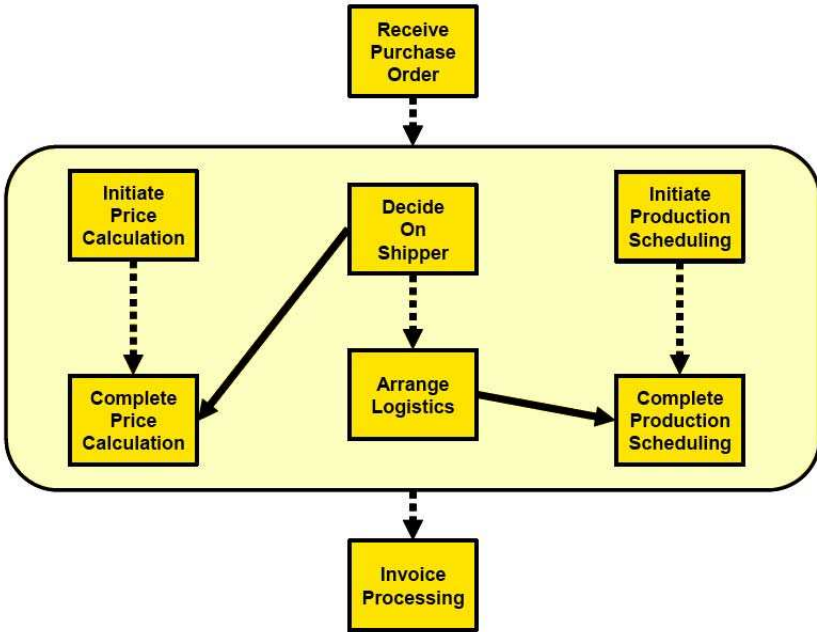 Receive
Purchase
Order
Initiate
Price
Calculation
Decide
On
Shipper
Initiate
Production
Scheduling
Complete
Price
Calculation
Arrange
Logistics
Complete
Production
Scheduling
Invoice
Processing